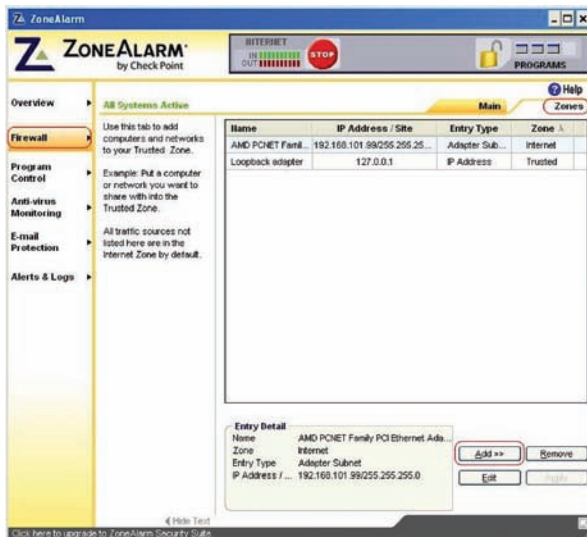 ZoneAlarm
ZONEALARM®
by Check Point
INTERNET
IN
OUT
STOP
PROGRAMS
Help
Overview
Firewall
Program
Control
Anti-virus
Monitoring
E-mail
Protection
Alerts & Logs
All Systems Active
Main
Zones
Use this tab to add
computers and networks
to your Trusted Zone.
Example: Put a computer
or network you want to
share with into the
Trusted Zone.
All traffic sources not
listed here are in the
Internet Zone by default.
Name IP Address / Site Entry Type Zone
AMD PCNET Famil... 192.168.101.99/255.255.25... Adapter Sub... Internet
Loopback adapter 127.0.0.1 IP Address Trusted
Entry Detail
Name AMD PCNET Family PCI Ethernet Ada...
Zone Internet
Entry Type Adapter Subnet
IP Address / ... 192.168.101.99/255.255.255.0
Add >>
Remove
Edit
Apply
Hide Text
Click here to upgrade to ZoneAlarm Security Suite.